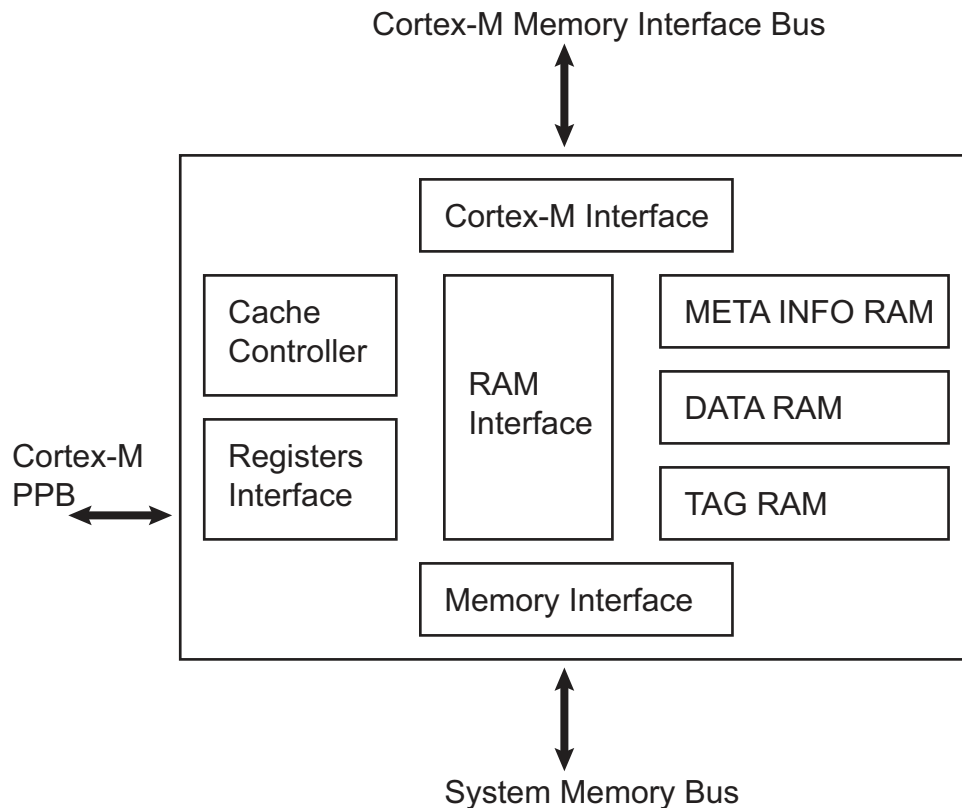 Cortex-M Memory Interface Bus
Cortex-M Interface
Cache
Controller
META INFO RAM
RAM
Interface
DATA RAM
Cortex-M
PPB
Registers
Interface
TAG RAM
Memory Interface
System Memory Bus